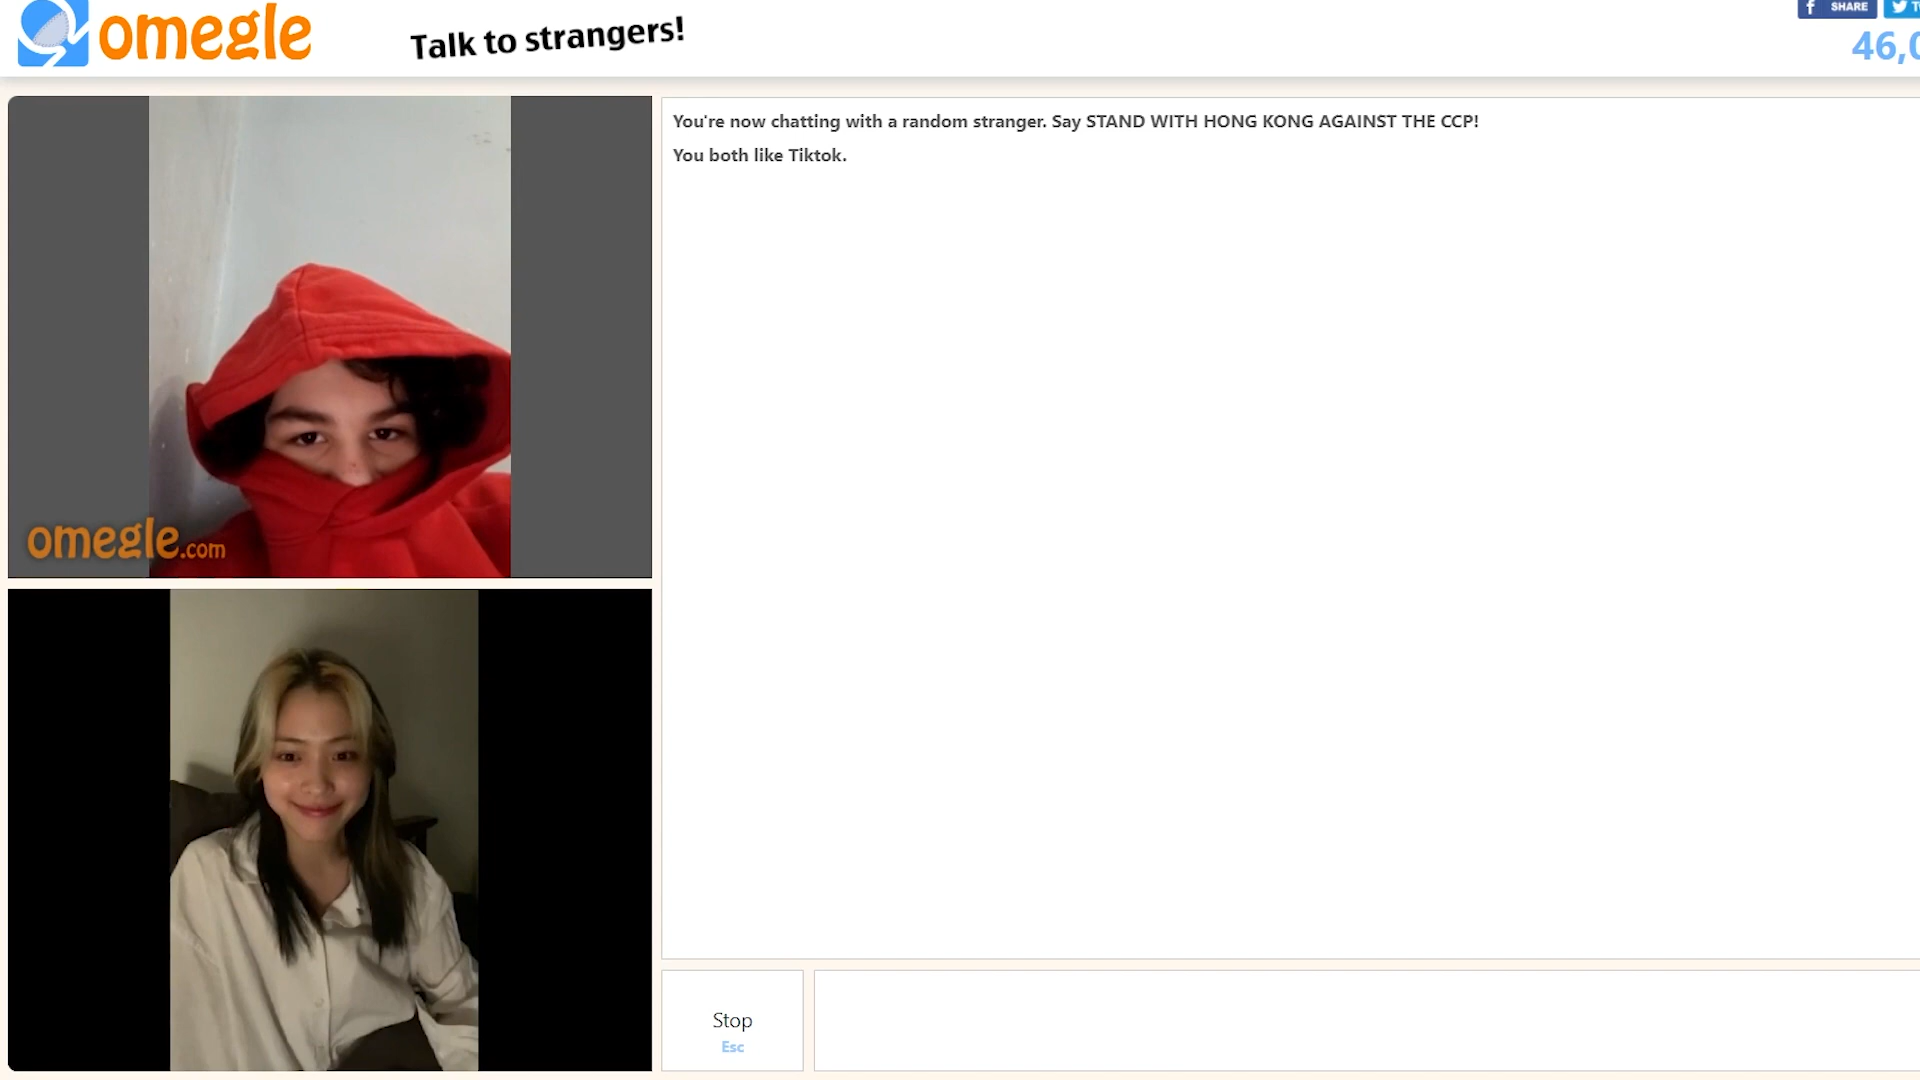 omegle
Talk to strangers!
SHARE
46,0
You're now chatting with a random stranger. Say STAND WITH HONG KONG AGAINST THE CCP!
You both like Tiktok.
omegle.com
Stop
Esc